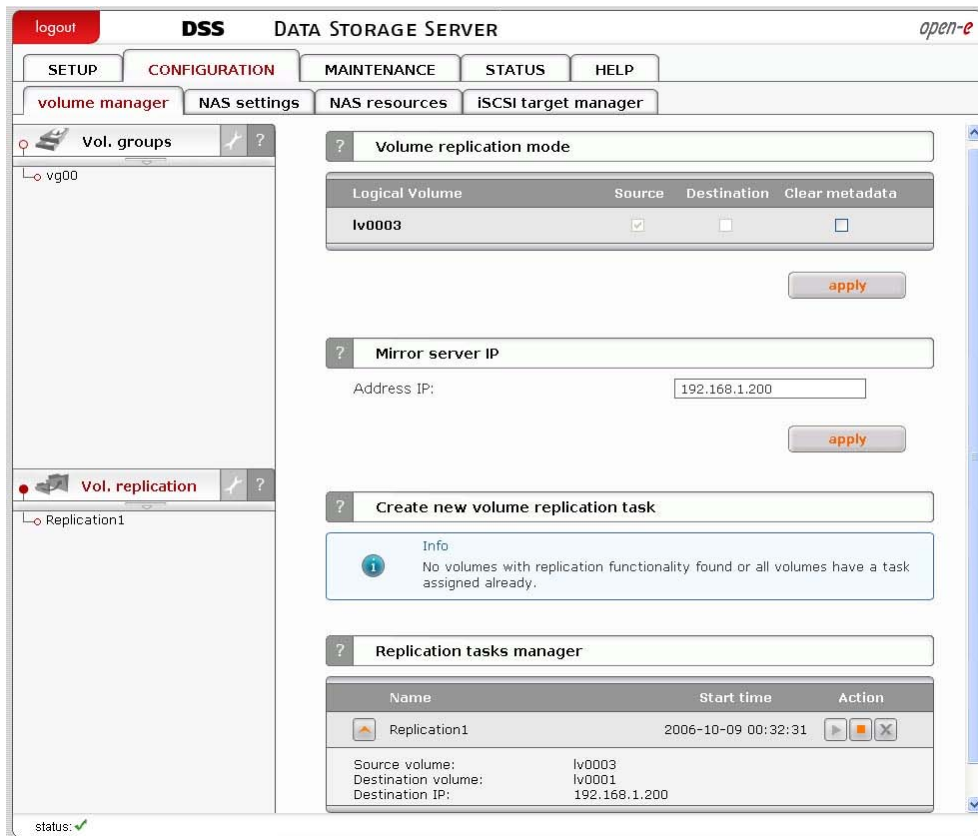 logout
DSS DATA STORAGE SERVER
open-e
SETUP CONFIGURATION MAINTENANCE STATUS HELP
volume manager NAS settings NAS resources iSCSI target manager
Vol. groups ?
vg00
Vol. replication ?
Replication1
? Volume replication mode
Logical Volume Source Destination Clear metadata
lv0003
apply
? Mirror server IP
Address IP: 192.168.1.200
apply
? Create new volume replication task
Info
No volumes with replication functionality found or all volumes have a task
assigned already.
? Replication tasks manager
Name Start time Action
Replication1 2006-10-09 00:32:31
Source volume: lv0003
Destination volume: lv0001
Destination IP: 192.168.1.200
status: